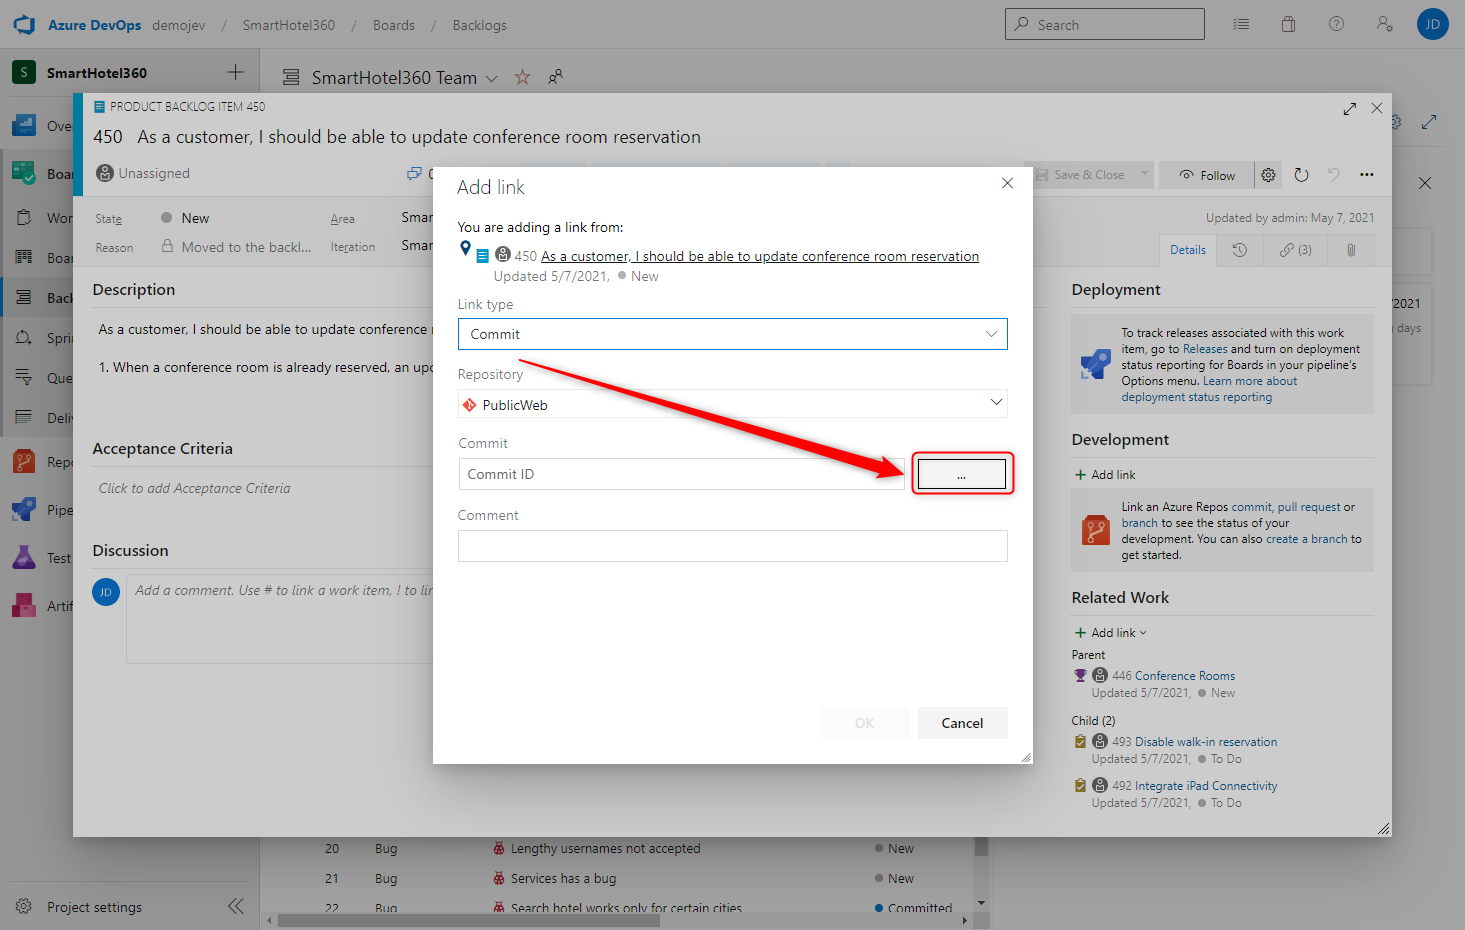 Azure DevOps demojev / SmartHotel360 / Boards / Backlogs
Search
JD
S SmartHotel360
SmartHotel360 Team
Ove
Boa
Wor
Boa
Back
Sprin
Que
Deliv
Repo
Pipe
Test
Artif
Project settings
PRODUCT BACKLOG ITEM 450
450 As a customer, I should be able to update conference room reservation
Unassigned
Save & Close
Follow
State New
Area Smar
Reason Moved to the backl...
Iteration Smar
Updated by admin: May 7, 2021
Details
(3)
Description
As a customer, I should be able to update conference r
1. When a conference room is already reserved, an upd
Acceptance Criteria
Click to add Acceptance Criteria
Discussion
JD
Add a comment. Use # to link a work item, ! to lin
Add link
You are adding a link from:
450 As a customer, I should be able to update conference room reservation
Updated 5/7/2021, New
Link type
Commit
Repository
PublicWeb
Commit
Commit ID
...
Comment
OK
Cancel
Deployment
To track releases associated with this work
item, go to Releases and turn on deployment
status reporting for Boards in your pipeline's
Options menu. Learn more about
deployment status reporting
Development
+ Add link
Link an Azure Repos commit, pull request or
branch to see the status of your
development. You can also create a branch to
get started.
Related Work
+ Add link
Parent
446 Conference Rooms
Updated 5/7/2021, New
Child (2)
493 Disable walk-in reservation
Updated 5/7/2021, To Do
492 Integrate iPad Connectivity
Updated 5/7/2021, To Do
/2021
days
20 Bug Lengthy usernames not accepted New
21 Bug Services has a bug New
22 Bug Search hotel works only for certain cities Committed